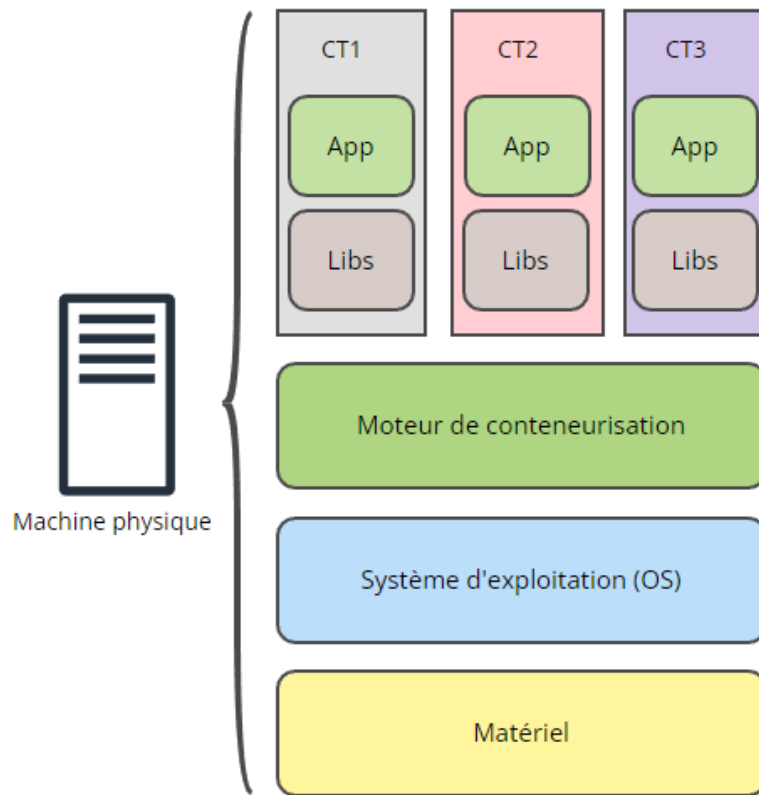 CT1
CT2
CT3
App
App
App
Libs
Libs
Libs
Moteur de conteneurisation
Machine physique
Système d'exploitation (OS)
Matériel